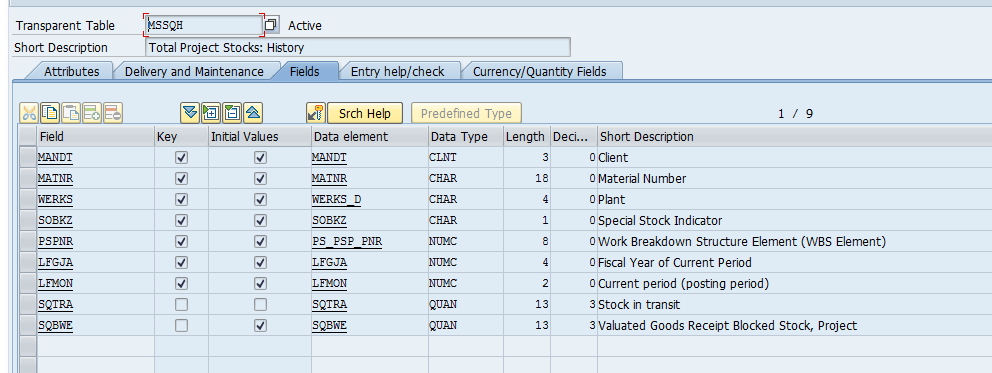 Transparent Table MSSQH Active
Short Description Total Project Stocks: History
Attributes Delivery and Maintenance Fields Entry help/check Currency/Quantity Fields
Srch Help Predefined Type 1 / 9
Field Key Initial Values Data element Data Type Length Deci... Short Description
MANDT MANDT CLNT 3 0 Client
MATNR MATNR CHAR 18 0 Material Number
WERKS WERKS_D CHAR 4 0 Plant
SOBKZ SOBKZ CHAR 1 0 Special Stock Indicator
PSPNR PS_PSP_PNR NUMC 8 0 Work Breakdown Structure Element (WBS Element)
LFGJA LFGJA NUMC 4 0 Fiscal Year of Current Period
LFMON LFMON NUMC 2 0 Current period (posting period)
SQTRA SQTRA QUAN 13 3 Stock in transit
SQBWE SQBWE QUAN 13 3 Valuated Goods Receipt Blocked Stock, Project